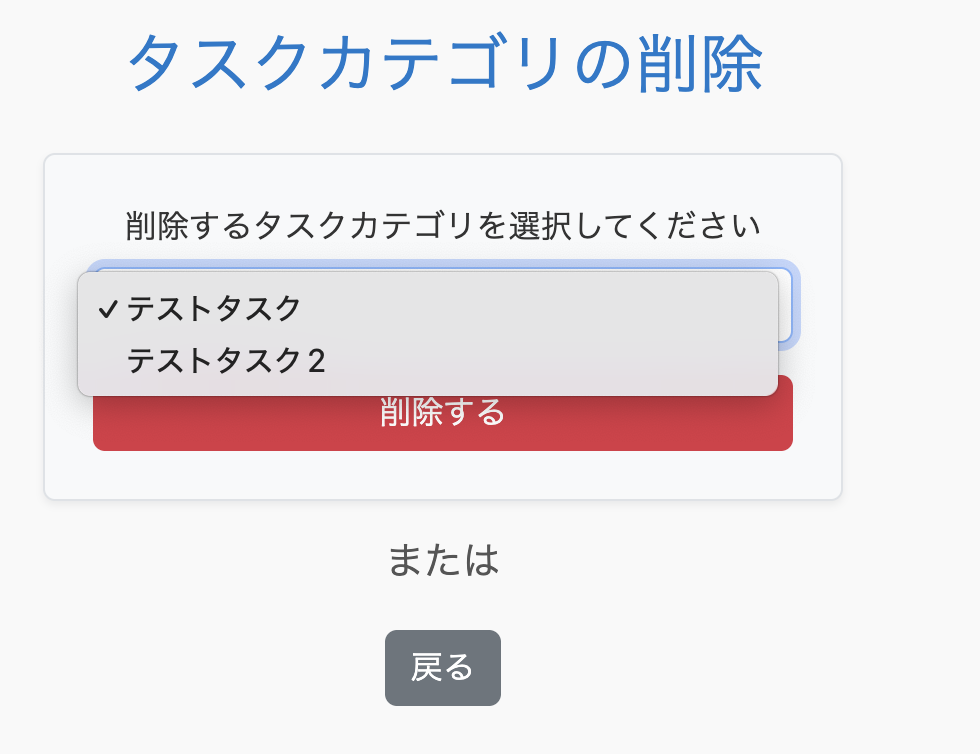 タスクカテゴリの削除
削除するタスクカテゴリを選択してください
✓ テストタスク
テストタスク2
削除する
または
戻る